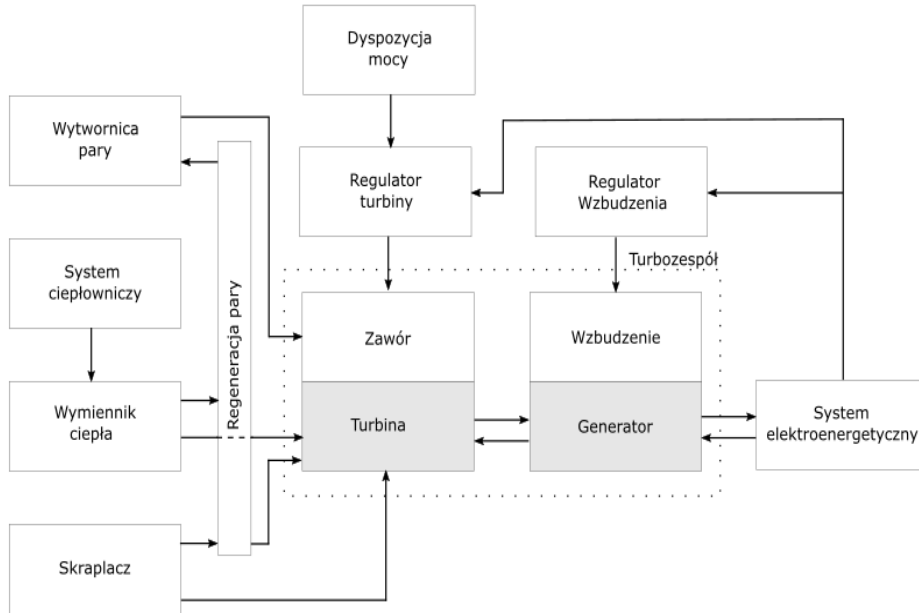 Dyspozycja
mocy
Wytwornica
pary
Regulator
turbiny
Regulator
Wzbudzenia
Turbozespół
System
ciepłowniczy
Regeneracja pary
Zawór
Wzbudzenie
Wymiennik
ciepła
Turbina
Generator
System
elektroenergetyczny
Skraplacz